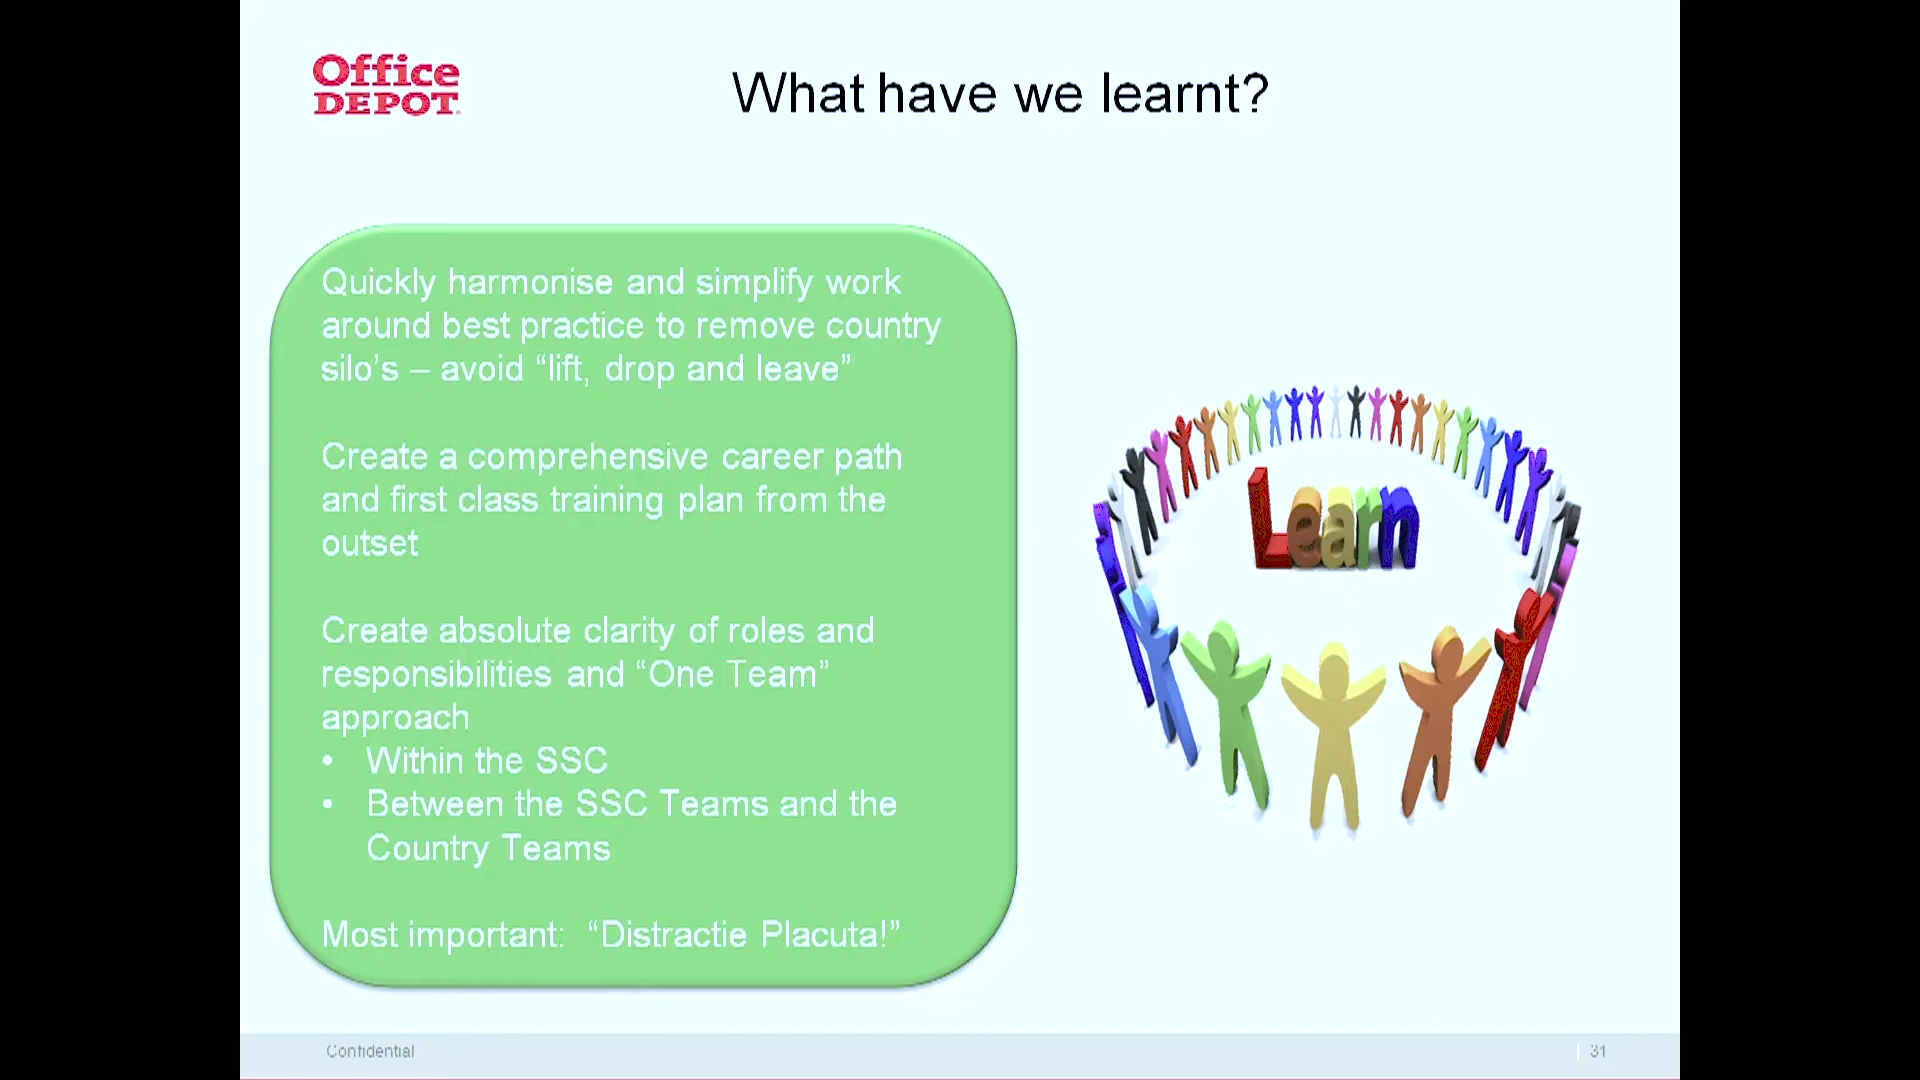 Office
DEPOT
What have we learnt?
Quickly harmonise and simplify work
around best practice to remove country
silo’s – avoid “lift, drop and leave”
Create a comprehensive career path
and first class training plan from the
outset
Create absolute clarity of roles and
responsibilities and “One Team”
approach
• Within the SSC
• Between the SSC Teams and the
Country Teams
Most important: “Distractie Placuta!”
Learn
Confidential
31